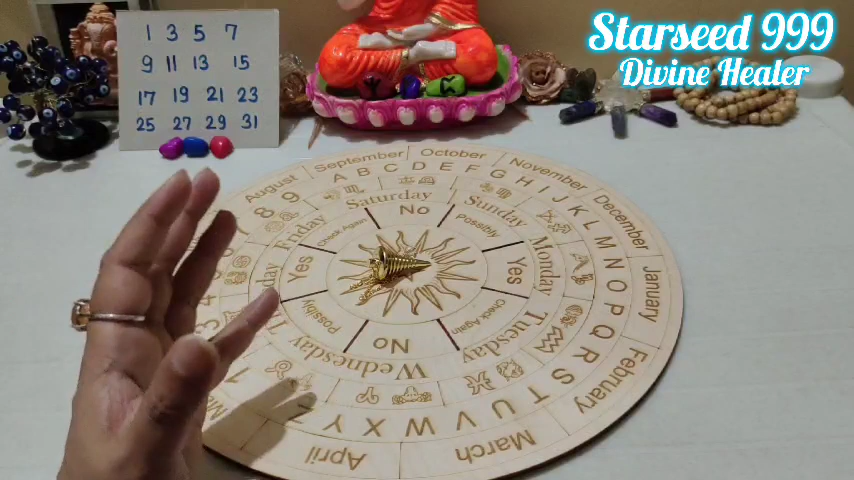 Starseed 999
Divine Healer
1 3 5 7
9 11 13 15
17 19 21 23
25 27 29 31
August September October November December January February March April
8 9 A B C D E F G H I J K L M N O P Q R S T U V W X Y Z 1
Friday Saturday Sunday Monday Tuesday Wednesday
Check Again No Possibly Yes Check Again No Possibly Yes